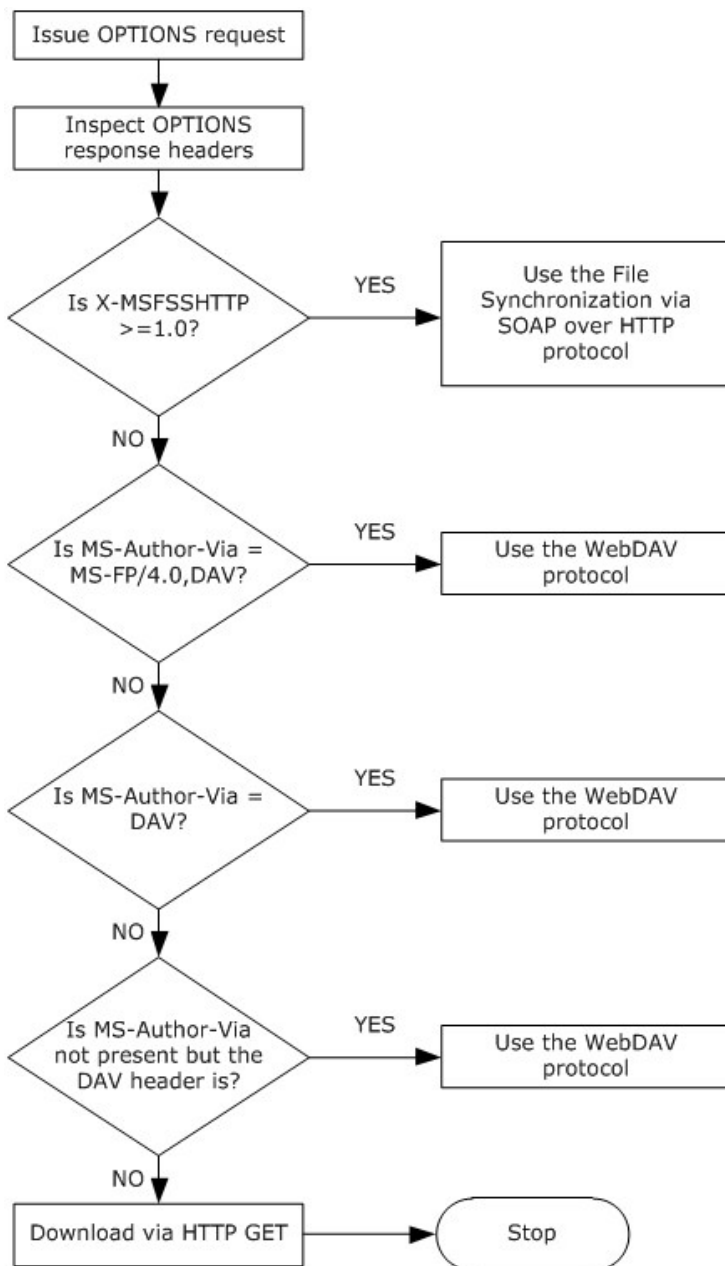 Issue OPTIONS request
Inspect OPTIONS
response headers
Is X-MSFSSHTTP
>=1.0?
YES
Use the File
Synchronization via
SOAP over HTTP
protocol
NO
Is MS-Author-Via =
MS-FP/4.0,DAV?
YES
Use the WebDAV
protocol
NO
Is MS-Author-Via =
DAV?
YES
Use the WebDAV
protocol
NO
Is MS-Author-Via
not present but the
DAV header is?
YES
Use the WebDAV
protocol
NO
Download via HTTP GET
Stop